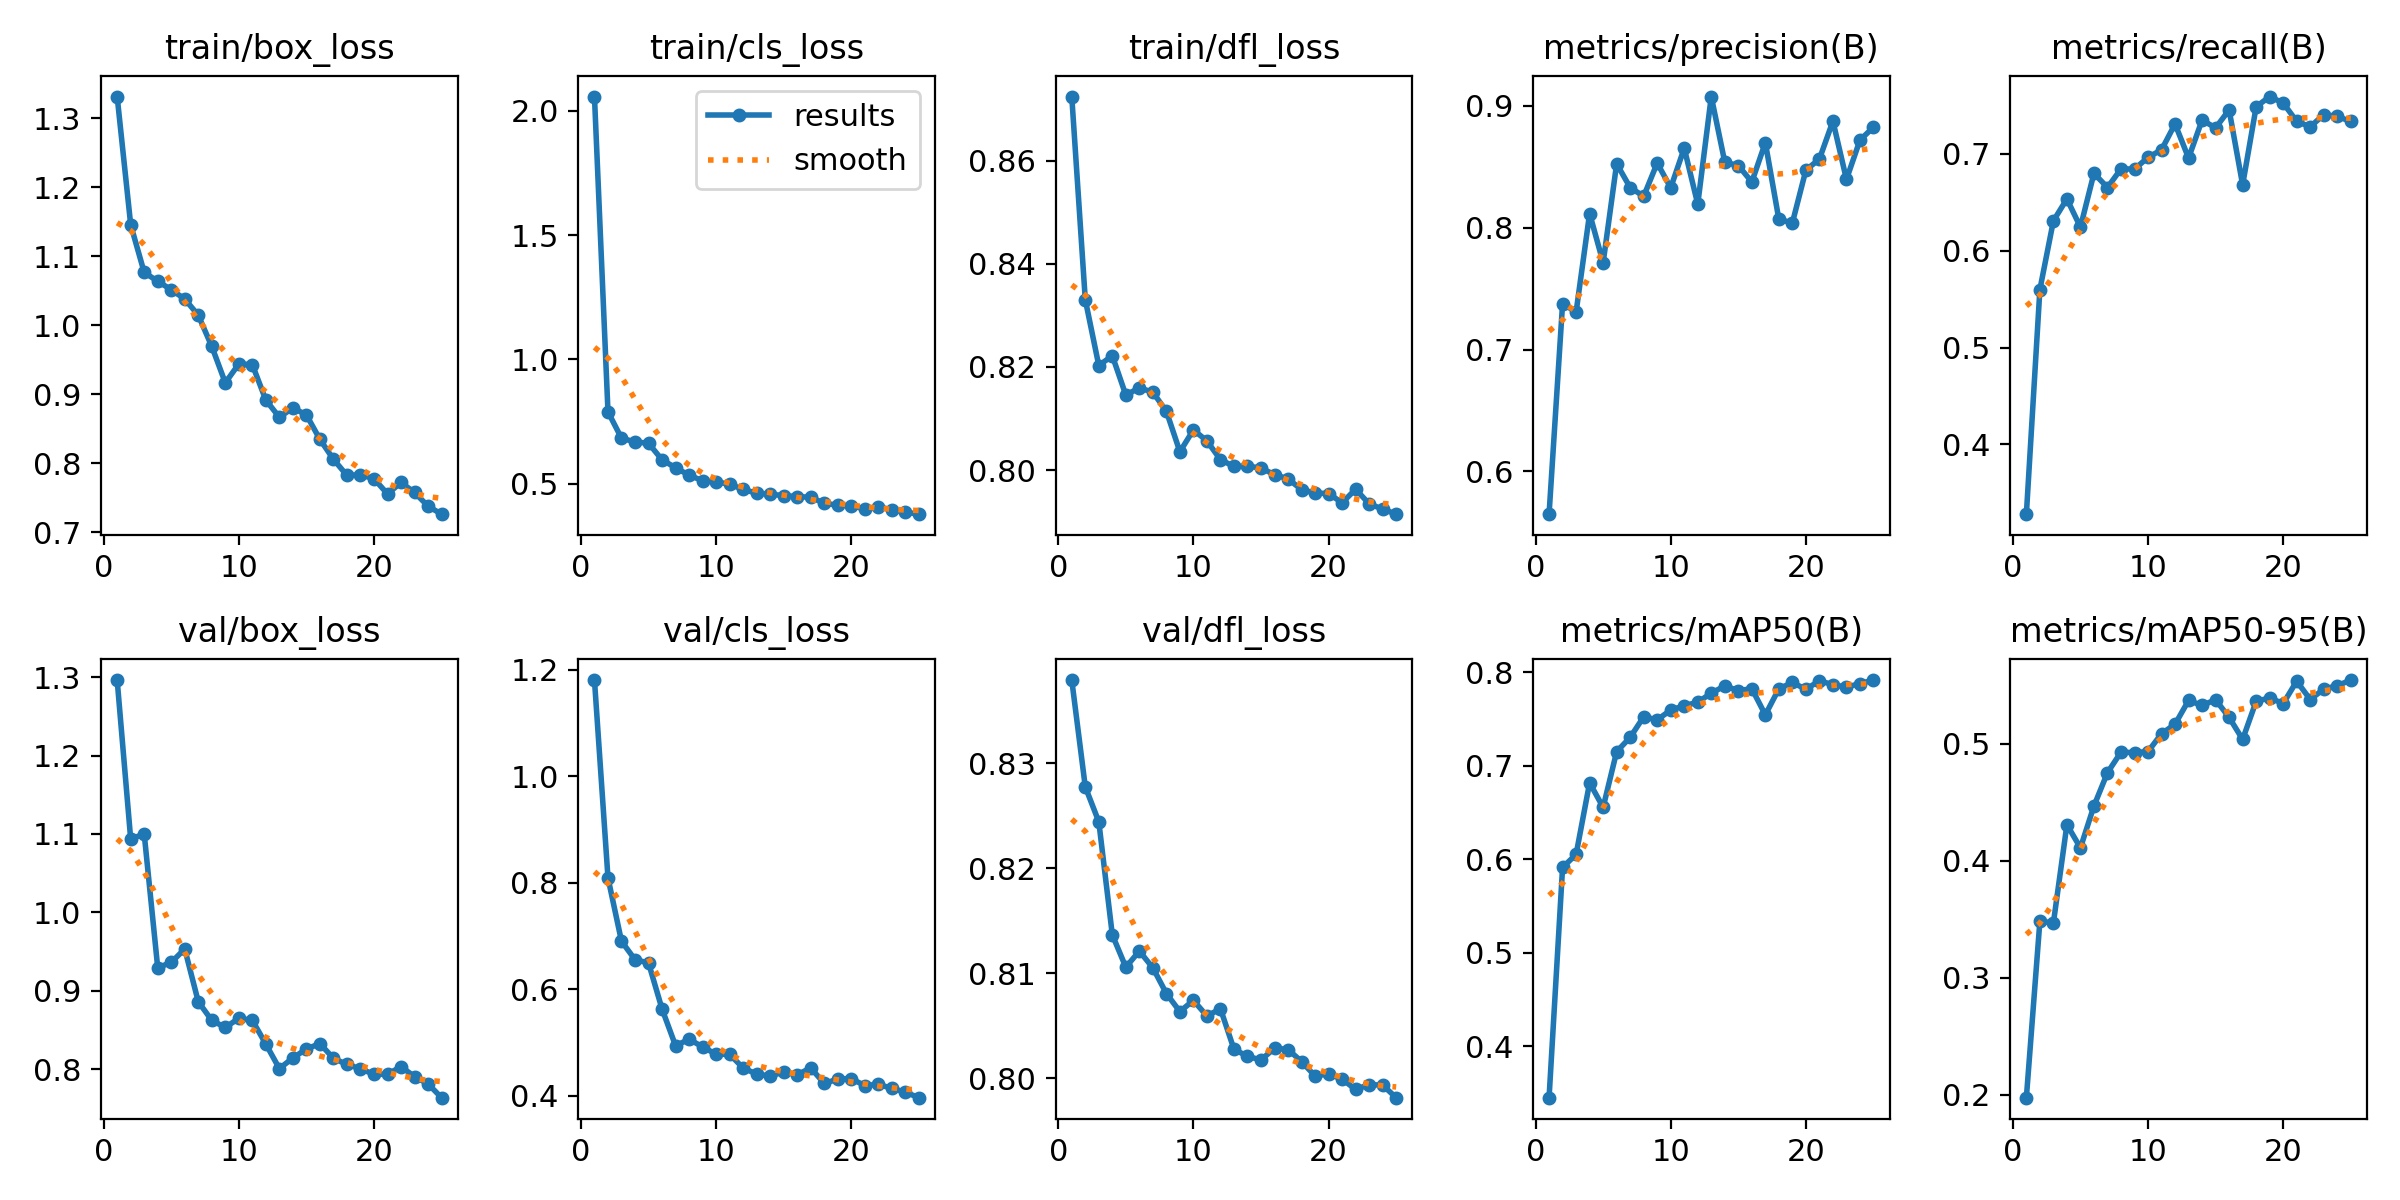 train/box_loss
train/cls_loss
train/dfl_loss
metrics/precision(B)
metrics/recall(B)
1.3
1.2
1.1
1.0
0.9
0.8
0.7
0 10 20
2.0
1.5
1.0
0.5
0 10 20
results
smooth
0.86
0.84
0.82
0.80
0 10 20
0.9
0.8
0.7
0.6
0 10 20
0.7
0.6
0.5
0.4
0 10 20
val/box_loss
val/cls_loss
val/dfl_loss
metrics/mAP50(B)
metrics/mAP50-95(B)
1.3
1.2
1.1
1.0
0.9
0.8
0 10 20
1.2
1.0
0.8
0.6
0.4
0 10 20
0.83
0.82
0.81
0.80
0 10 20
0.8
0.7
0.6
0.5
0.4
0 10 20
0.5
0.4
0.3
0.2
0 10 20